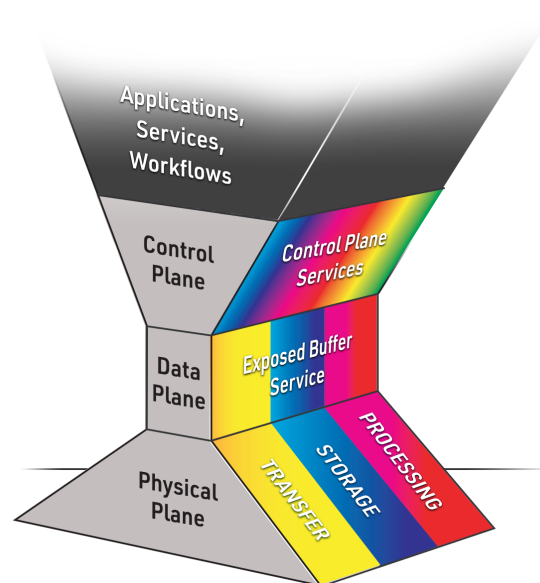 Applications,
Services,
Workflows
Control
Plane
Control Plane
Services
Data
Plane
Exposed Buffer
Service
Physical
Plane
TRANSFER
STORAGE
PROCESSING